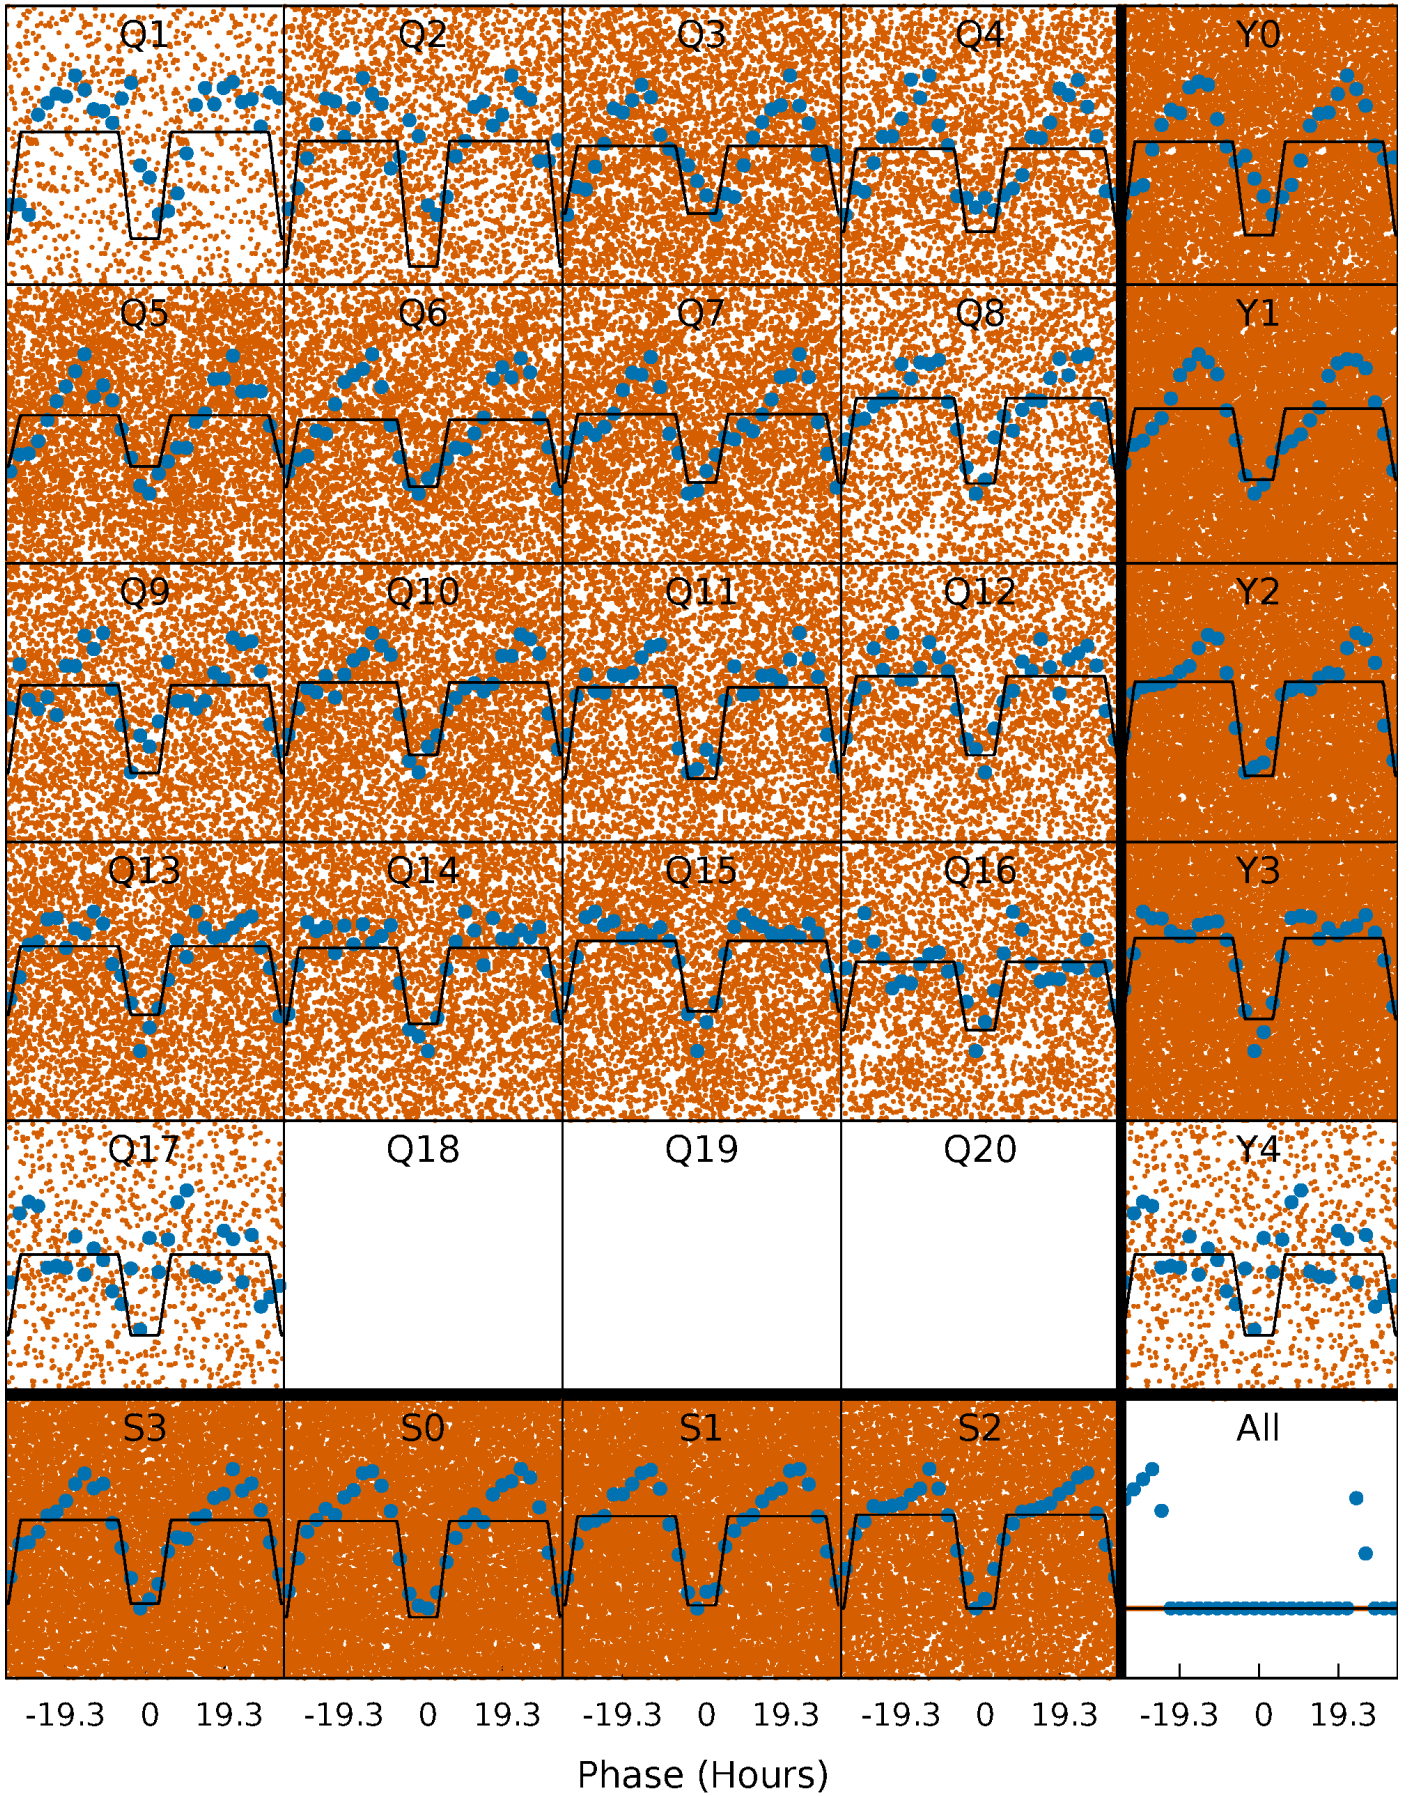 Q1 Q2 Q3 Q4 Y0
Q5 Q6 Q7 Q8 Y1
Q9 Q10 Q11 Q12 Y2
Q13 Q14 Q15 Q16 Y3
Q17 Q18 Q19 Q20 Y4
S3 S0 S1 S2 All
-19.3 0 19.3 -19.3 0 19.3 -19.3 0 19.3 -19.3 0 19.3 -19.3 0 19.3
Phase (Hours)